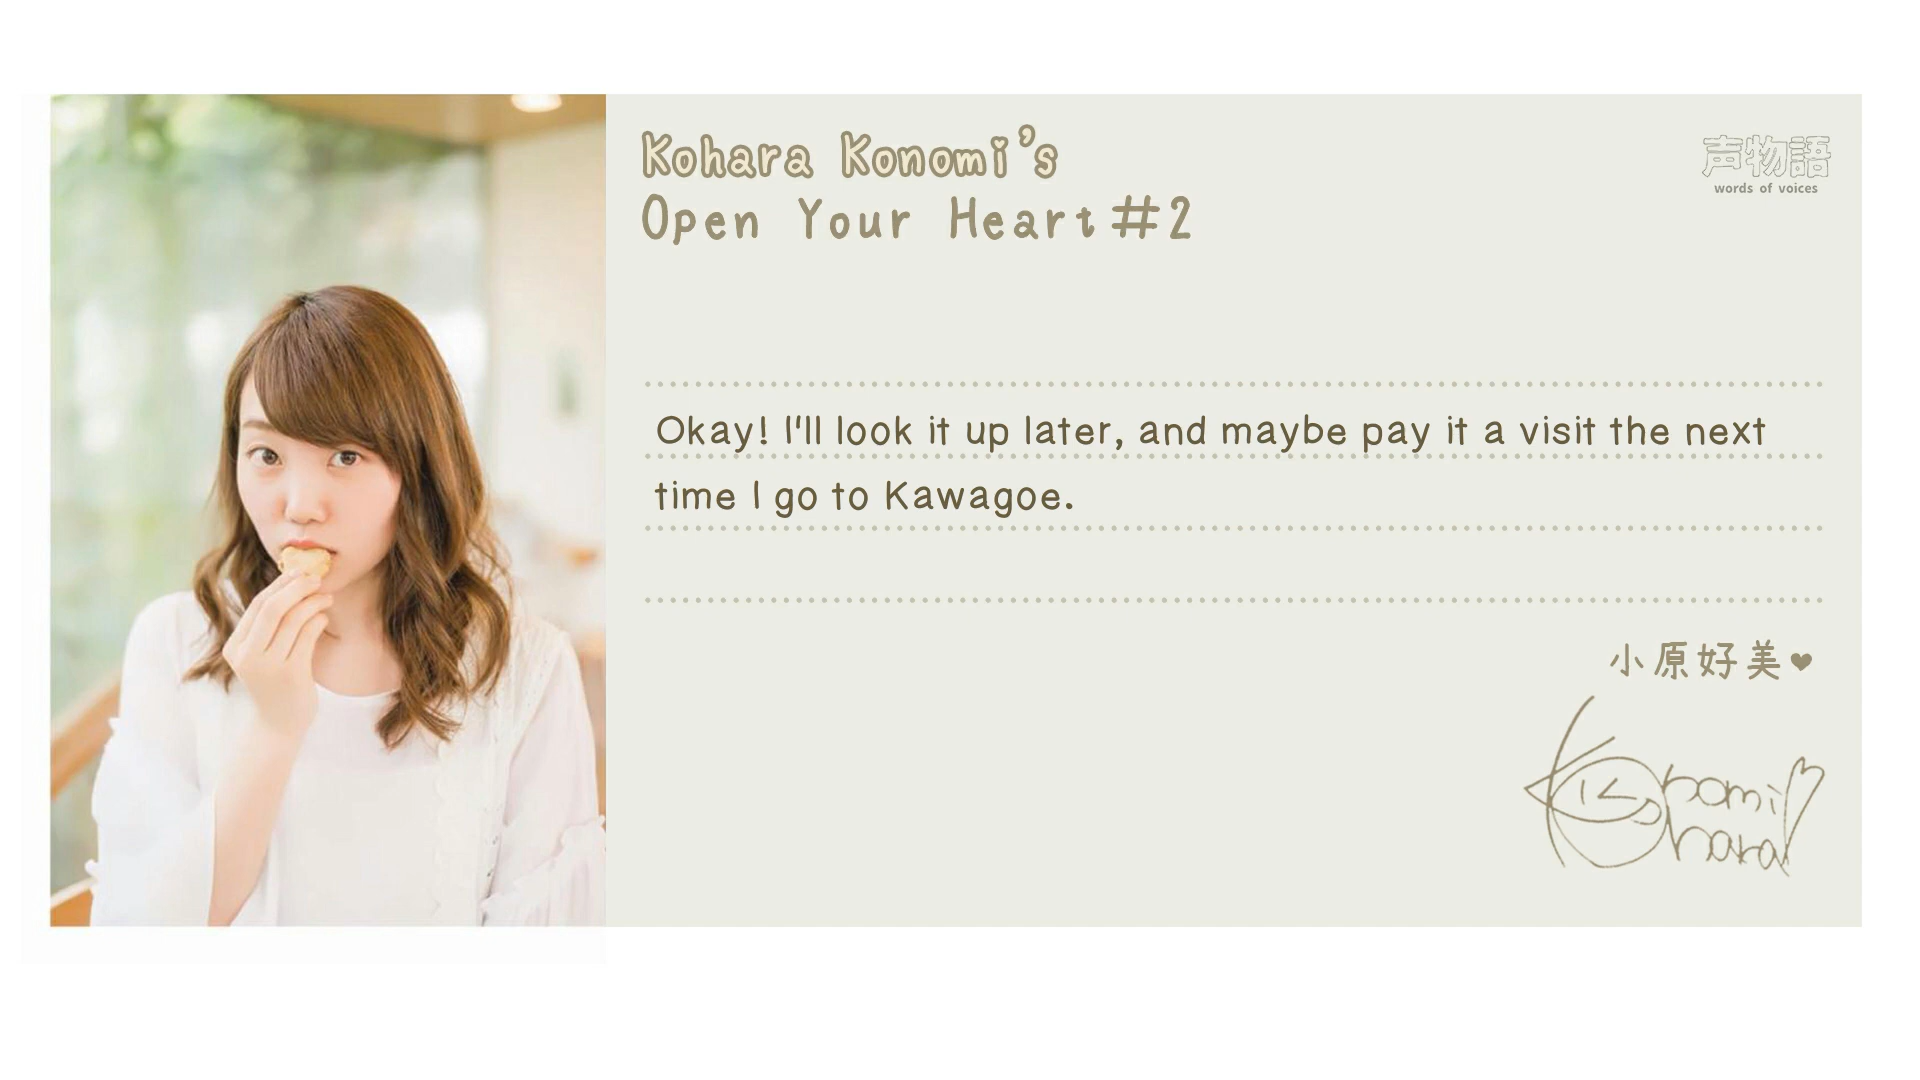 Kohara Konomi's
Open Your Heart #2
声物語
words of voices
Okay! I'll look it up later, and maybe pay it a visit the next
time I go to Kawagoe.
小原好美♥
Konomi
Kohara